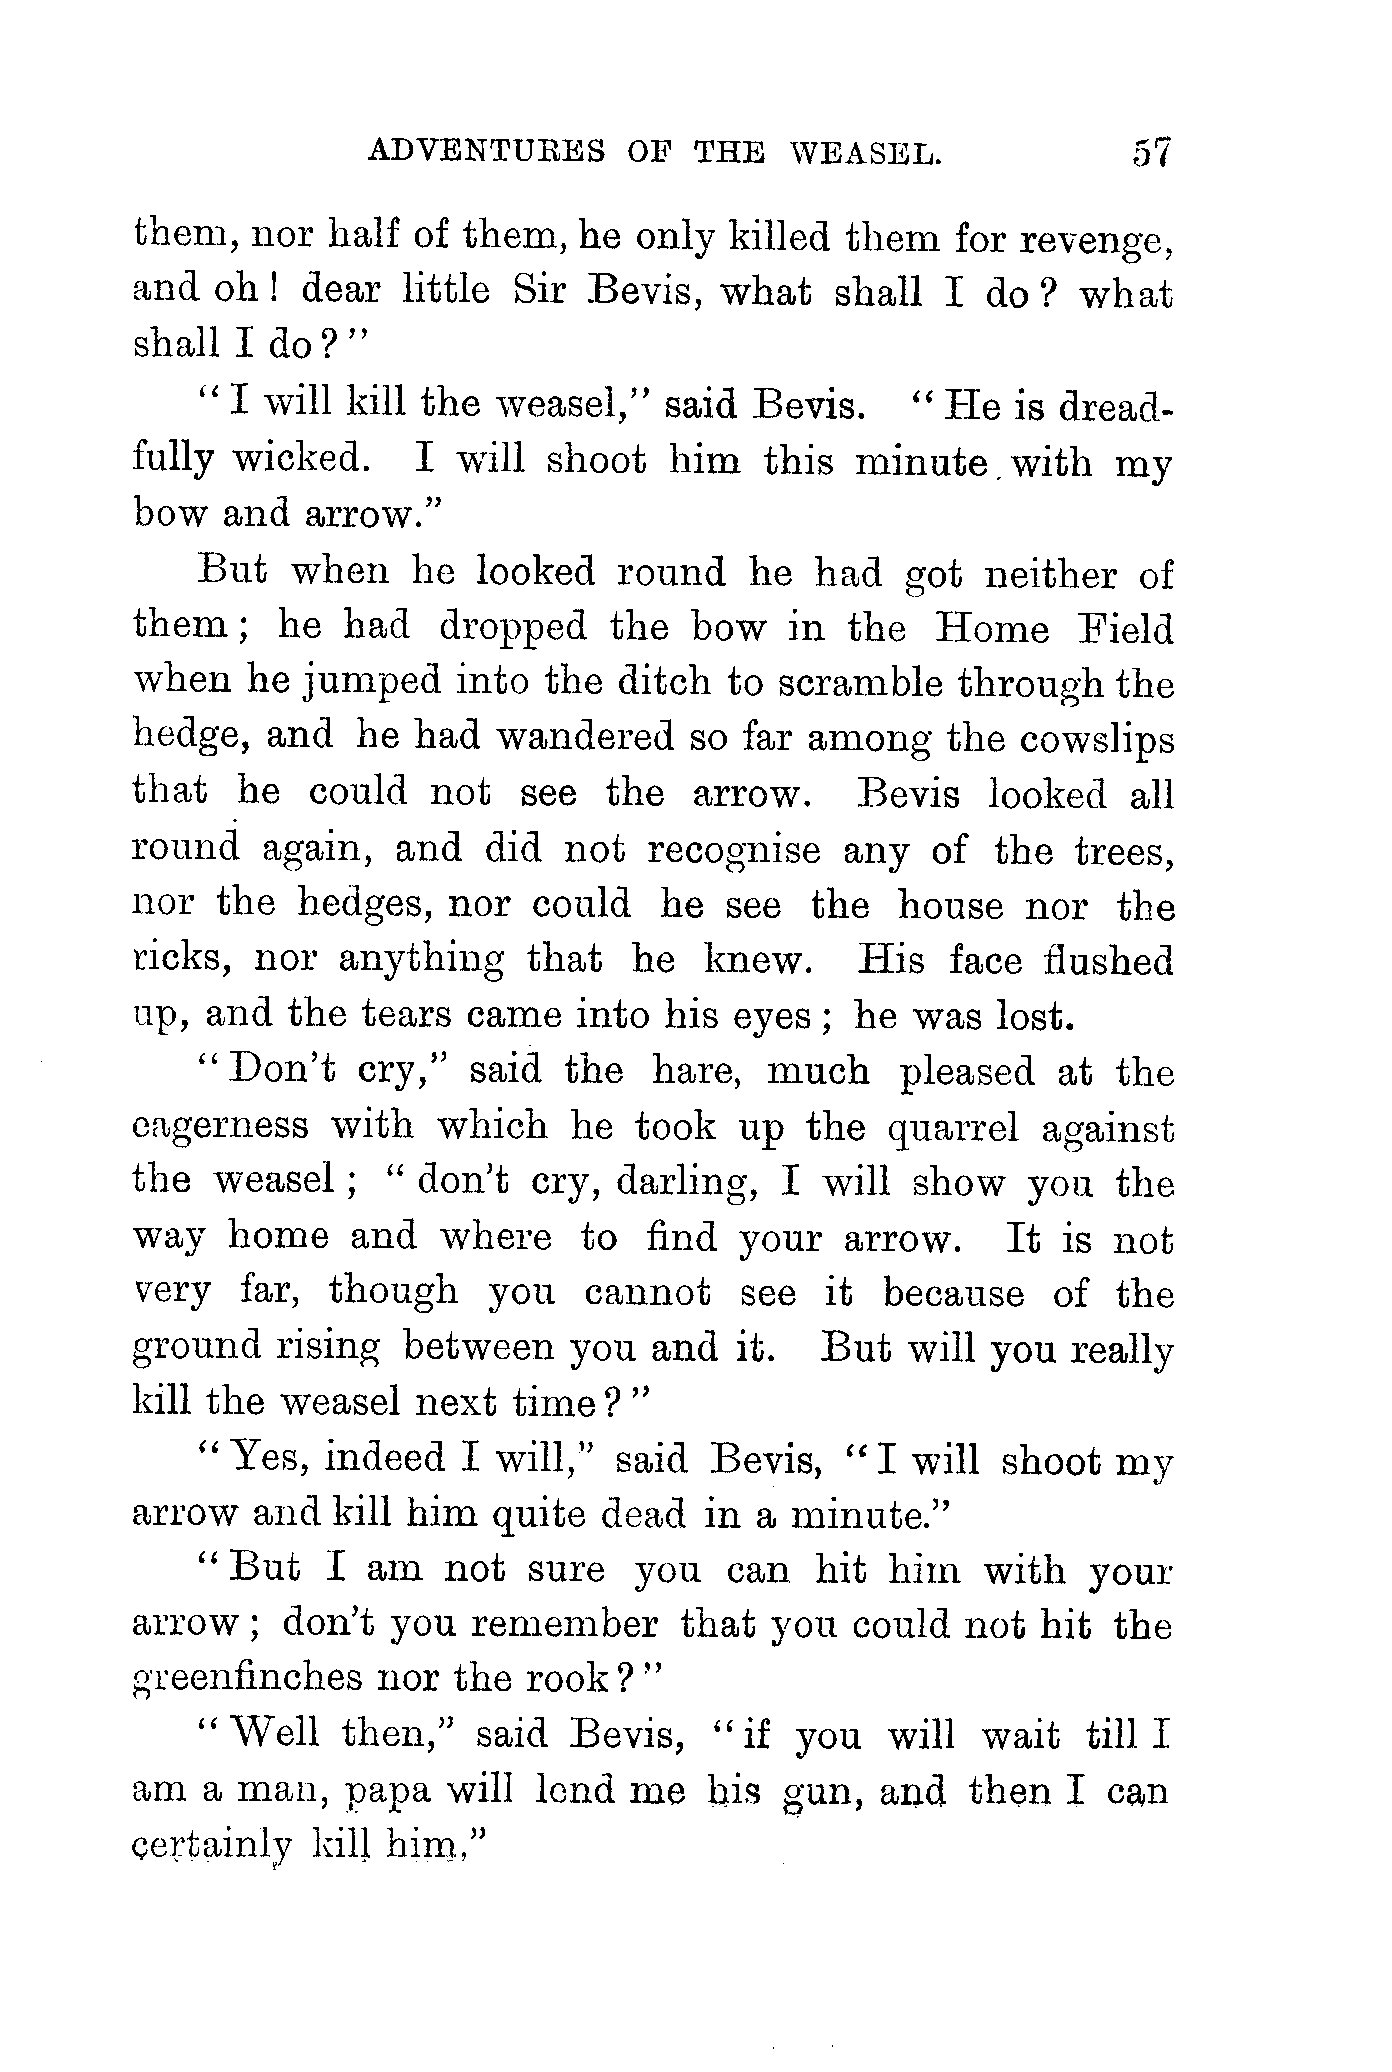 ADVENTURES OF THE WEASEL. 57
them, nor half of them, he only killed them for revenge,
and oh! dear little Sir Bevis, what shall I do? what
shall I do?"
"I will kill the weasel," said Bevis. "He is dread-
fully wicked. I will shoot him this minute with my
bow and arrow."
But when he looked round he had got neither of
them; he had dropped the bow in the Home Field
when he jumped into the ditch to scramble through the
hedge, and he had wandered so far among the cowslips
that he could not see the arrow. Bevis looked all
round again, and did not recognise any of the trees,
nor the hedges, nor could he see the house nor the
ricks, nor anything that he knew. His face flushed
up, and the tears came into his eyes; he was lost.
"Don't cry," said the hare, much pleased at the
eagerness with which he took up the quarrel against
the weasel; "don't cry, darling, I will show you the
way home and where to find your arrow. It is not
very far, though you cannot see it because of the
ground rising between you and it. But will you really
kill the weasel next time?"
"Yes, indeed I will," said Bevis, "I will shoot my
arrow and kill him quite dead in a minute."
"But I am not sure you can hit him with your
arrow; don't you remember that you could not hit the
greenfinches nor the rook?"
"Well then," said Bevis, "if you will wait till I
am a man, papa will lend me his gun, and then I can
certainly kill him."